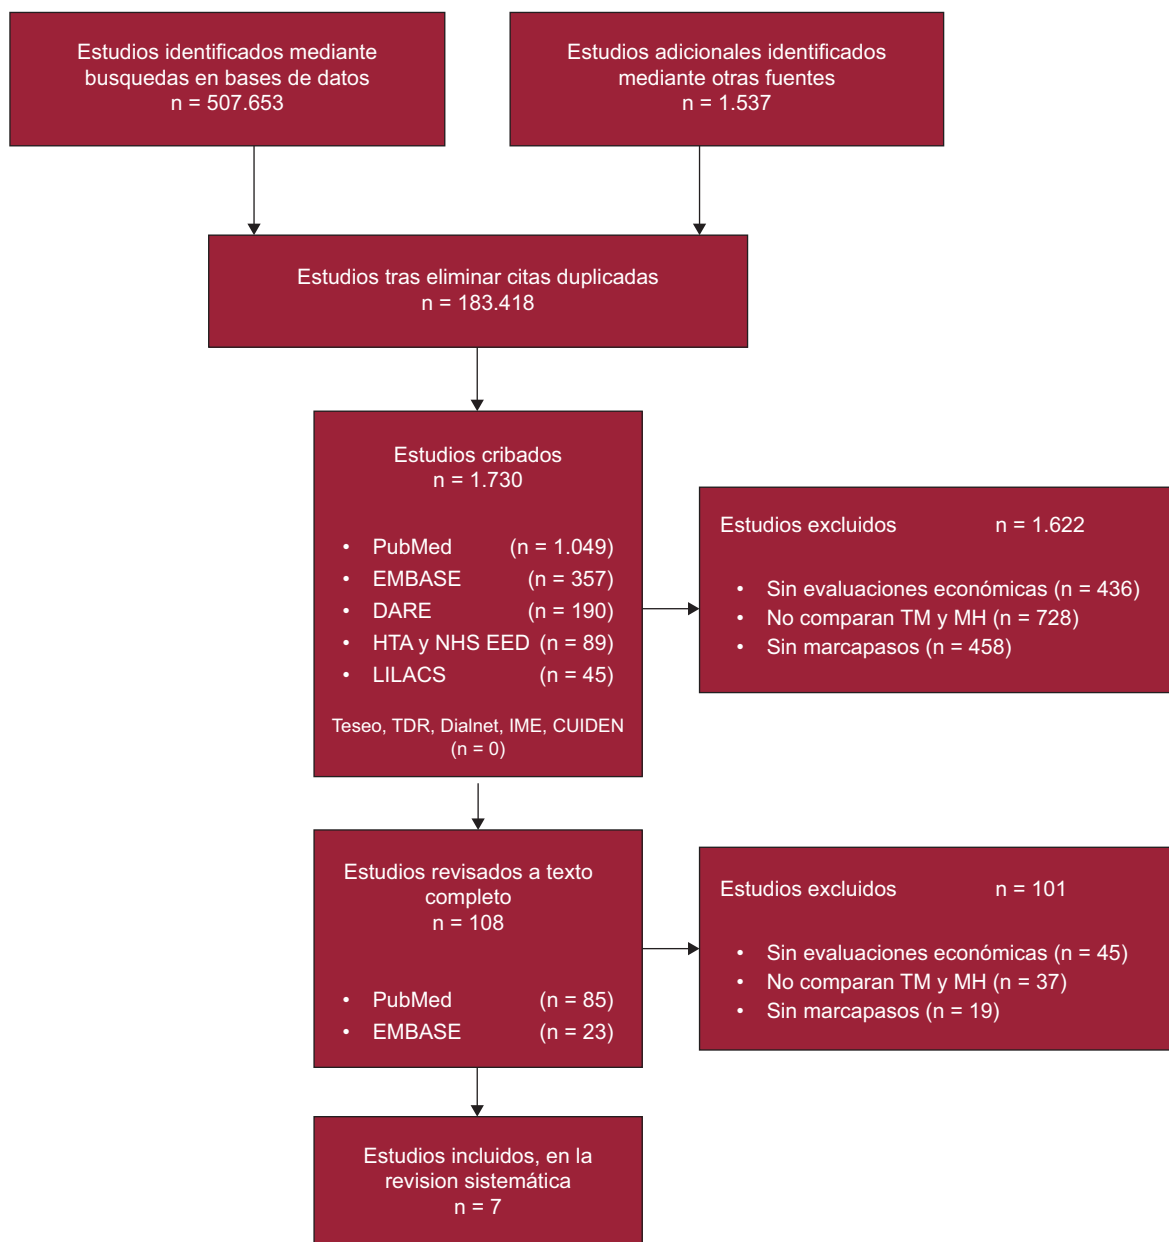 Estudios identificados mediante
busquedas en bases de datos
n = 507.653
Estudios adicionales identificados
mediante otras fuentes
n = 1.537
Estudios tras eliminar citas duplicadas
n = 183.418
Estudios cribados
n = 1.730
• PubMed (n = 1.049)
• EMBASE (n = 357)
• DARE (n = 190)
• HTA y NHS EED (n = 89)
• LILACS (n = 45)
Teseo, TDR, Dialnet, IME, CUIDEN
(n = 0)
Estudios excluidos n = 1.622
• Sin evaluaciones económicas (n = 436)
• No comparan TM y MH (n = 728)
• Sin marcapasos (n = 458)
Estudios revisados a texto
completo
n = 108
• PubMed (n = 85)
• EMBASE (n = 23)
Estudios excluidos n = 101
• Sin evaluaciones económicas (n = 45)
• No comparan TM y MH (n = 37)
• Sin marcapasos (n = 19)
Estudios incluidos, en la
revision sistemática
n = 7